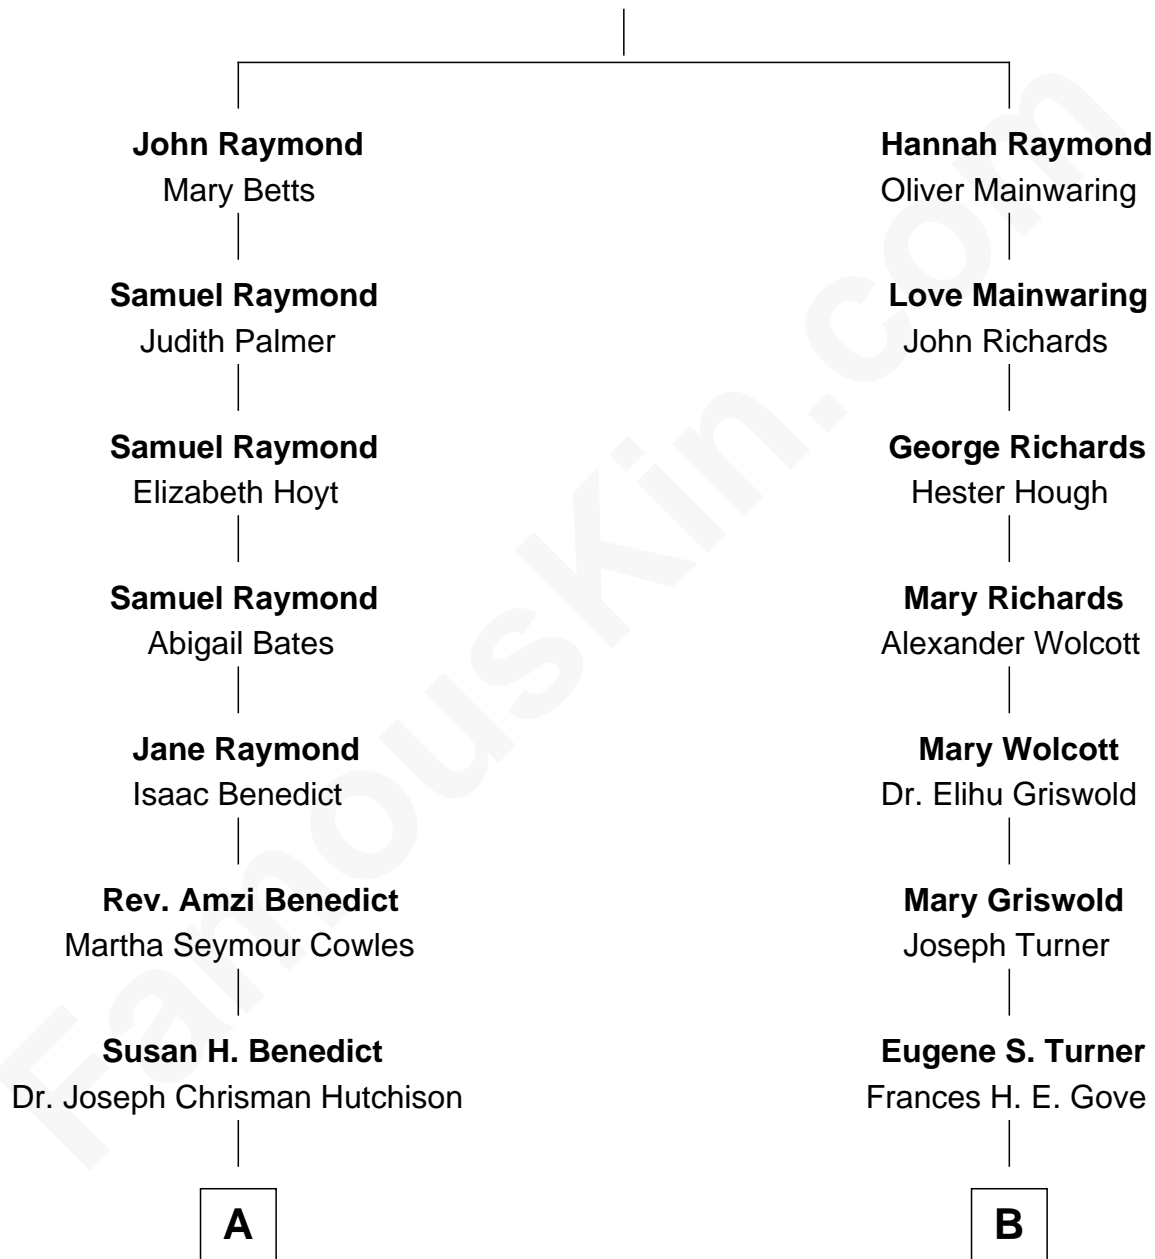 John Raymond
Mary Betts
Samuel Raymond
Judith Palmer
Samuel Raymond
Elizabeth Hoyt
Samuel Raymond
Abigail Bates
Jane Raymond
Isaac Benedict
Rev. Amzi Benedict
Martha Seymour Cowles
Susan H. Benedict
Dr. Joseph Chrisman Hutchison
A
Hannah Raymond
Oliver Mainwaring
Love Mainwaring
John Richards
George Richards
Hester Hough
Mary Richards
Alexander Wolcott
Mary Wolcott
Dr. Elihu Griswold
Mary Griswold
Joseph Turner
Eugene S. Turner
Frances H. E. Gove
B
FamousKin.com